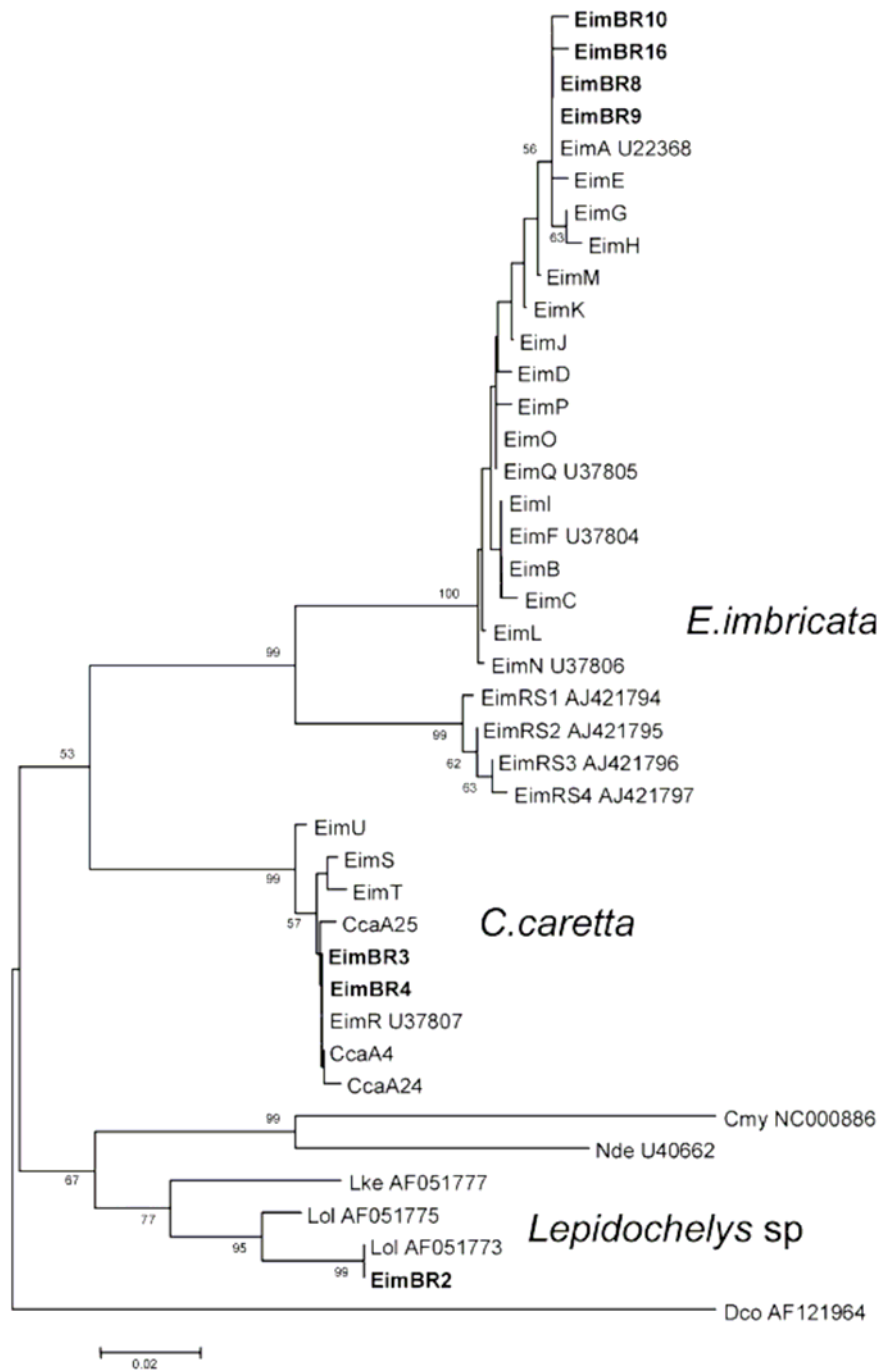 EimBR10
EimBR16
EimBR8
EimBR9
56
EimA U22368
EimE
EimG
63
EimH
EimM
EimK
EimJ
EimD
EimP
EimO
EimQ U37805
EimI
EimF U37804
EimB
100
EimC
E.imbricata
EimL
99
EimN U37806
EimRS1 AJ421794
99
EimRS2 AJ421795
53
62
EimRS3 AJ421796
63
EimRS4 AJ421797
EimU
EimS
99
EimT
57
CcaA25
C.caretta
EimBR3
EimBR4
EimR U37807
CcaA4
CcaA24
99
Cmy NC000886
Nde U40662
67
Lke AF051777
77
Lol AF051775
Lepidochelys sp
95
Lol AF051773
99
EimBR2
Dco AF121964
0.02